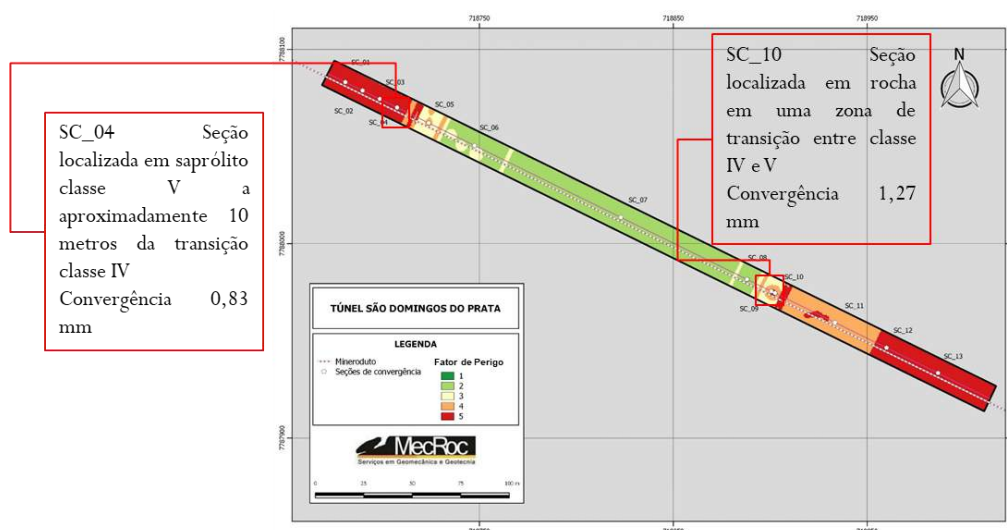 718750
718850
718950
7788100
7788000
7787900
SC_04 Seção
localizada em saprólito
classe V a
aproximadamente 10
metros da transição
classe IV
Convergência 0,83
mm
SC_10 Seção
localizada em rocha
em uma zona de
transição entre classe
IV e V
Convergência 1,27
mm
N
SC_01
SC_02
SC_03
SC_04
SC_05
SC_06
SC_07
SC_08
SC_09
SC_10
SC_11
SC_12
SC_13
TÚNEL SÃO DOMINGOS DO PRATA
LEGENDA
Mineroduto
Seções de convergência
Fator de Perigo
1
2
3
4
5
MecRoc
Serviços em Geomecânica e Geotecnia
0 25 50 75 100 m
718750
718850
718950